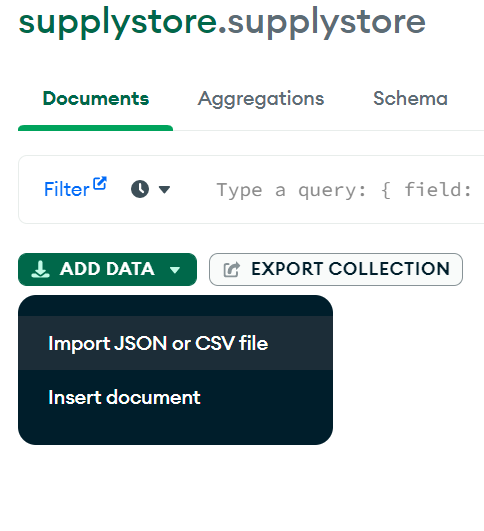 supplystore.supplystore
Documents Aggregations Schema
Filter Type a query: { field:
ADD DATA EXPORT COLLECTION
Import JSON or CSV file
Insert document